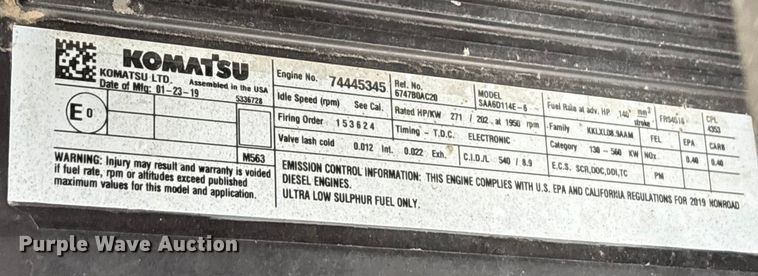 KOMATSU
KOMATSU LTD. Assembled in the USA
Date of Mfg: 01-23-19
5336728
E 0
M563
WARNING: Injury may result and warranty is voided
if fuel rate, rpm or altitudes exceed published
maximum values for this model and application.
Engine No. 74445345 Ref. No. 6747B0AC20 MODEL SAA6D114E-6 Fuel Rate at adv. HP 140 mm³ stroke FR94516 CPL 4353
Idle Speed (rpm) See Cal. Rated HP/KW 271 / 202 at 1950 rpm Family KKLXL08.9AAM FEL EPA CARB
Firing Order 153624 Timing - T.D.C. ELECTRONIC Category 130 - 560 KW NOx 0.40 0.40
Valve lash cold 0.012 Int. 0.022 Exh. C.I.D./L 540 / 8.9 E.C.S. SCR,DOC,DDI,TC PM
EMISSION CONTROL INFORMATION: THIS ENGINE COMPLIES WITH U.S. EPA AND CALIFORNIA REGULATIONS FOR 2019 NONROAD
DIESEL ENGINES.
ULTRA LOW SULPHUR FUEL ONLY.
Purple Wave Auction